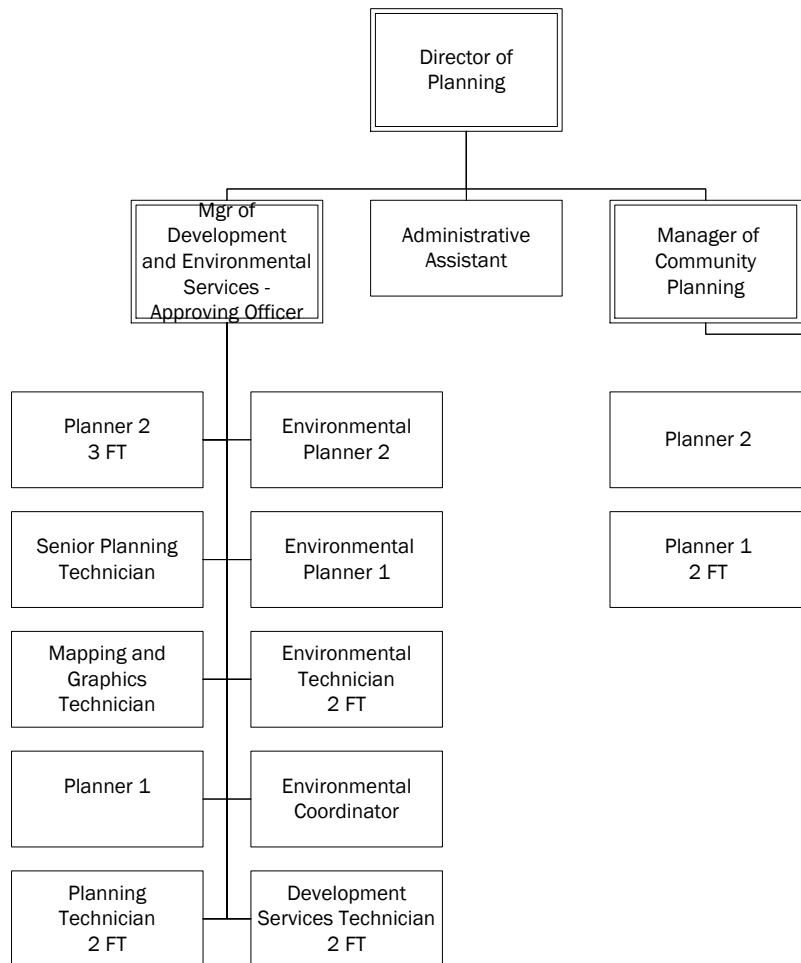 Director of
Planning
Mgr of
Development
and Environmental
Services -
Approving Officer
Administrative
Assistant
Manager of
Community
Planning
Planner 2
3 FT
Environmental
Planner 2
Planner 2
Senior Planning
Technician
Environmental
Planner 1
Planner 1
2 FT
Mapping and
Graphics
Technician
Environmental
Technician
2 FT
Planner 1
Environmental
Coordinator
Planning
Technician
2 FT
Development
Services Technician
2 FT